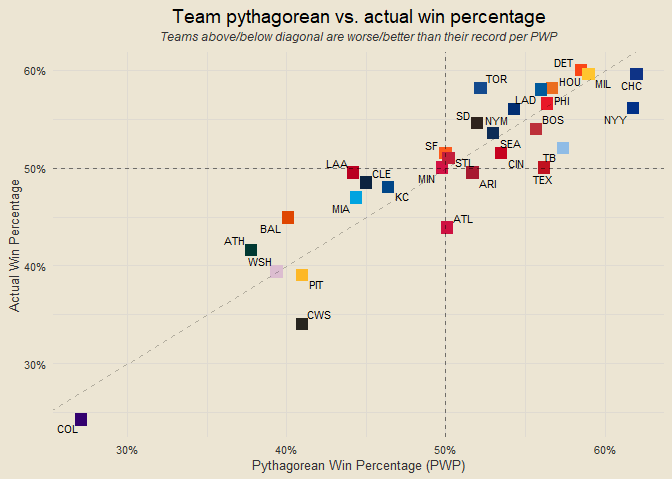 Team pythagorean vs. actual win percentage
Teams above/below diagonal are worse/better than their record per PWP
60%
50%
40%
30%
Actual Win Percentage
DET
TOR
HOU
MIL
CHC
LAD
PHI
NYY
SD
NYM
BOS
SEA
SF
STL
CIN
TB
TEX
LAA
CLE
MIN
ARI
MIA
KC
BAL
ATL
ATH
WSH
PIT
CWS
COL
30%
40%
50%
60%
Pythagorean Win Percentage (PWP)